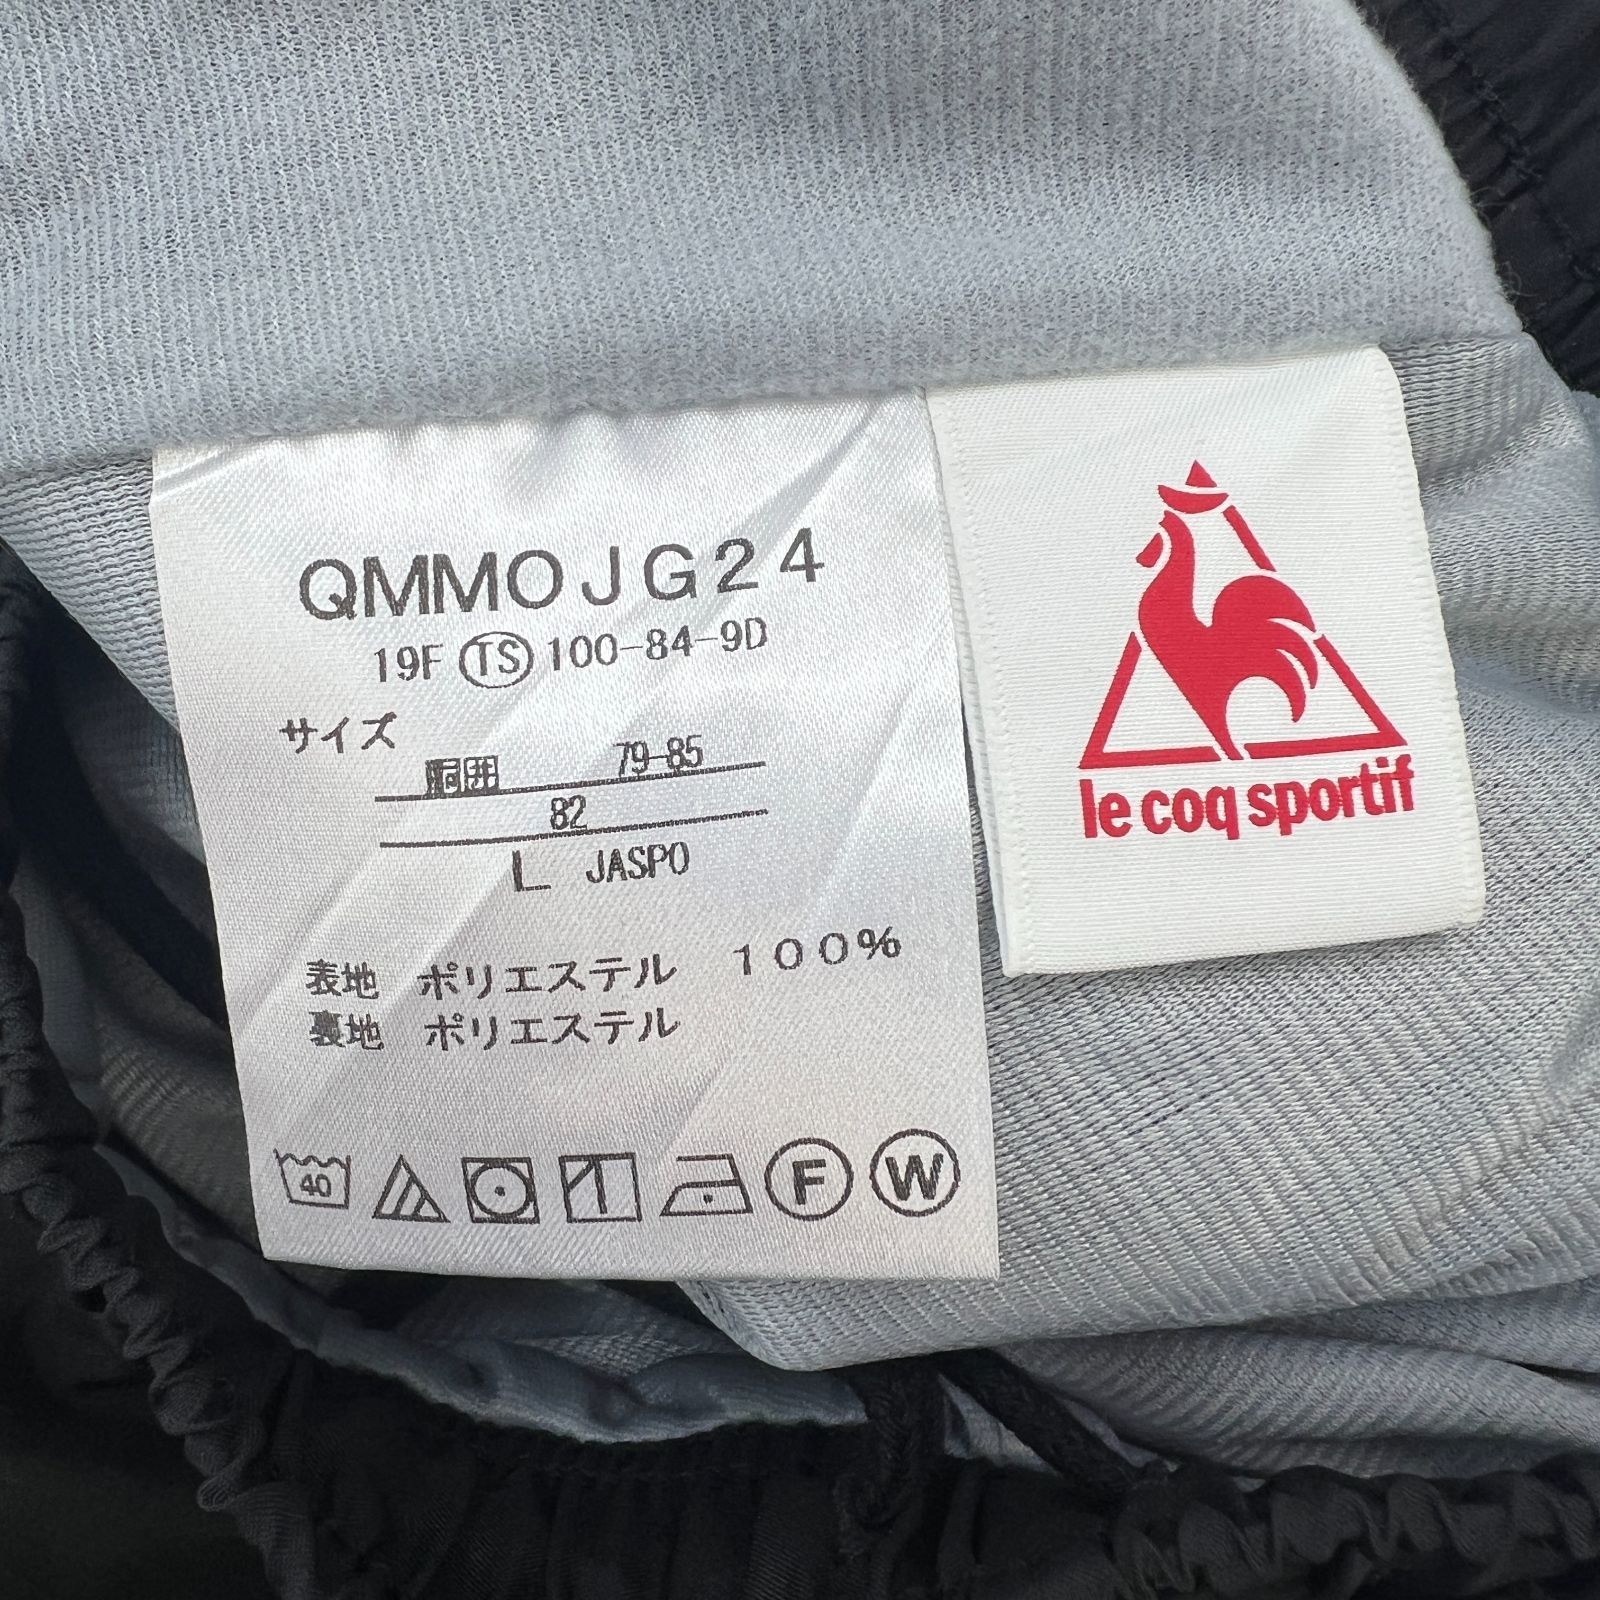 QMMOJG24
19F TS 100-84-9D
サイズ
胴囲 79-85
82
L JASPO
表地 ポリエステル 100%
裏地 ポリエステル
40
F W
le coq sportif